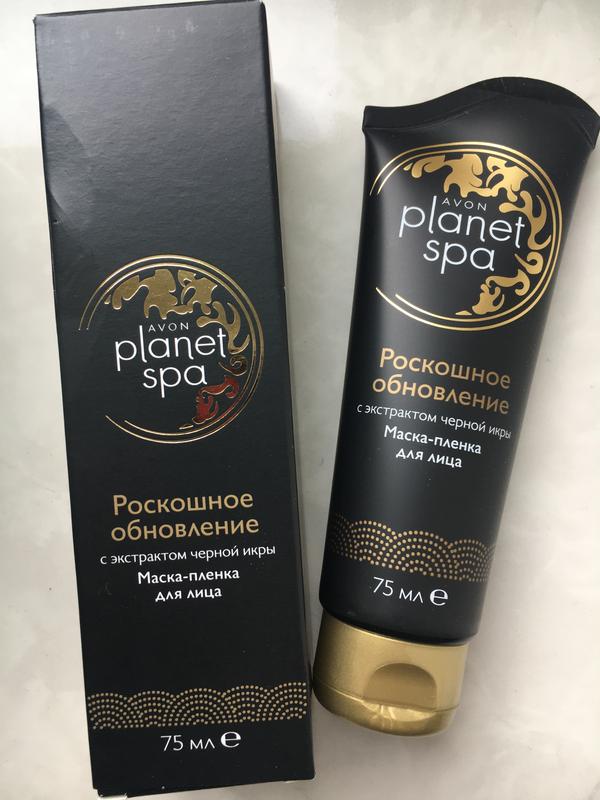 AVON
planet
spa
Роскошное
обновление
с экстрактом черной икры
Маска-пленка
для лица
75 мл e
AVON
planet
spa
Роскошное
обновление
с экстрактом черной икры
Маска-пленка
для лица
75 мл e